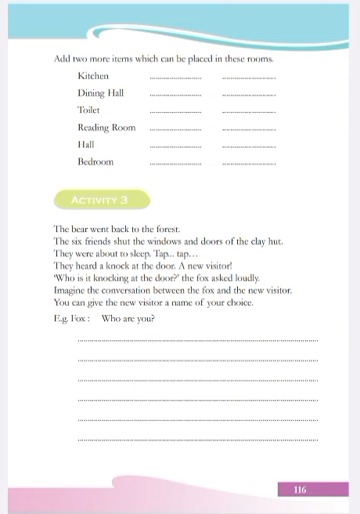 Add two more items which can be placed in these rooms.
Kitchen ........................ ........................
Dining Hall ........................ ........................
Toilet ........................ ........................
Reading Room ........................ ........................
Hall ........................ ........................
Bedroom ........................ ........................
ACTIVITY 3
The bear went back to the forest.
The six friends shut the windows and doors of the clay hut.
They were about to sleep. Tap... tap…
They heard a knock at the door. A new visitor!
'Who is it knocking at the door?' the fox asked loudly.
Imagine the conversation between the fox and the new visitor.
You can give the new visitor a name of your choice.
E.g. Fox : Who are you?
116